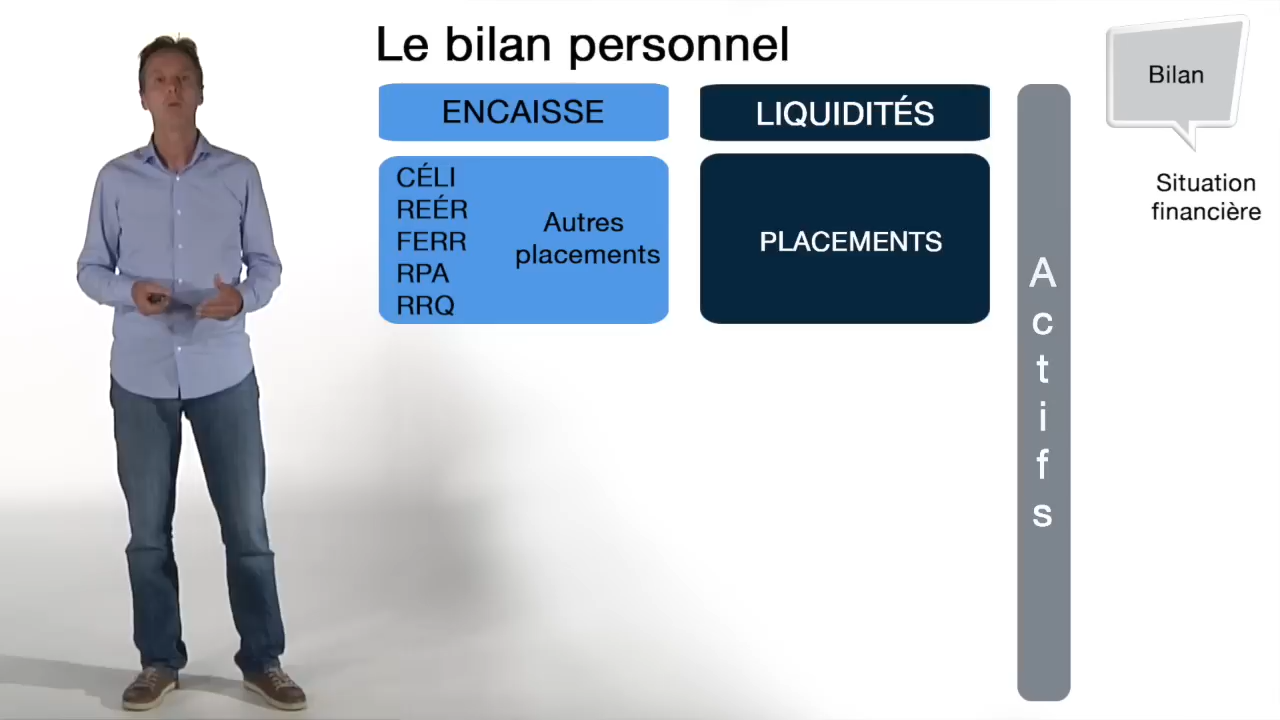 Le bilan personnel
ENCAISSE
LIQUIDITÉS
CÉLI
REÉR
FERR
RPA
RRQ
Autres
placements
PLACEMENTS
Actifs
Bilan
Situation
financière